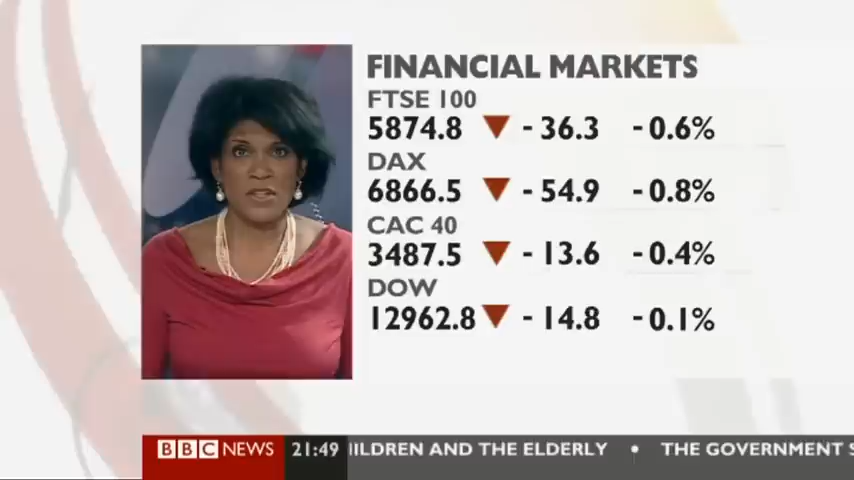 FINANCIAL MARKETS
FTSE 100
5874.8 - 36.3 -0.6%
DAX
6866.5 - 54.9 -0.8%
CAC 40
3487.5 - 13.6 -0.4%
DOW
12962.8 - 14.8 -0.1%
BBC NEWS 21:49 ILDREN AND THE ELDERLY • THE GOVERNMENT